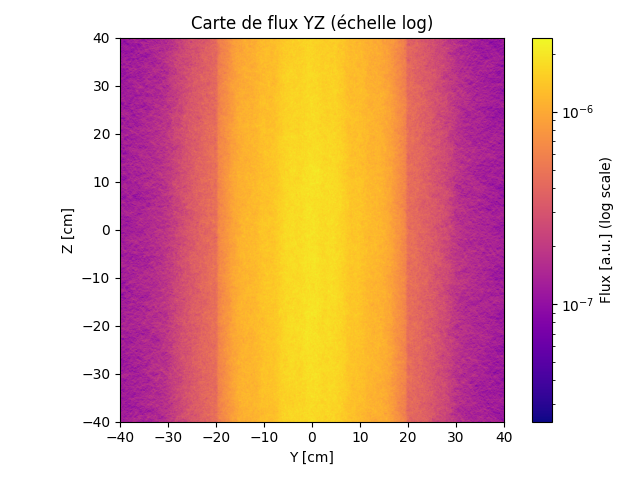 Carte de flux YZ (échelle log)
40
30
20
10
0
−10
−20
−30
−40
Z [cm]
−40 −30 −20 −10 0 10 20 30 40
Y [cm]
10⁻⁶
10⁻⁷
Flux [a.u.] (log scale)